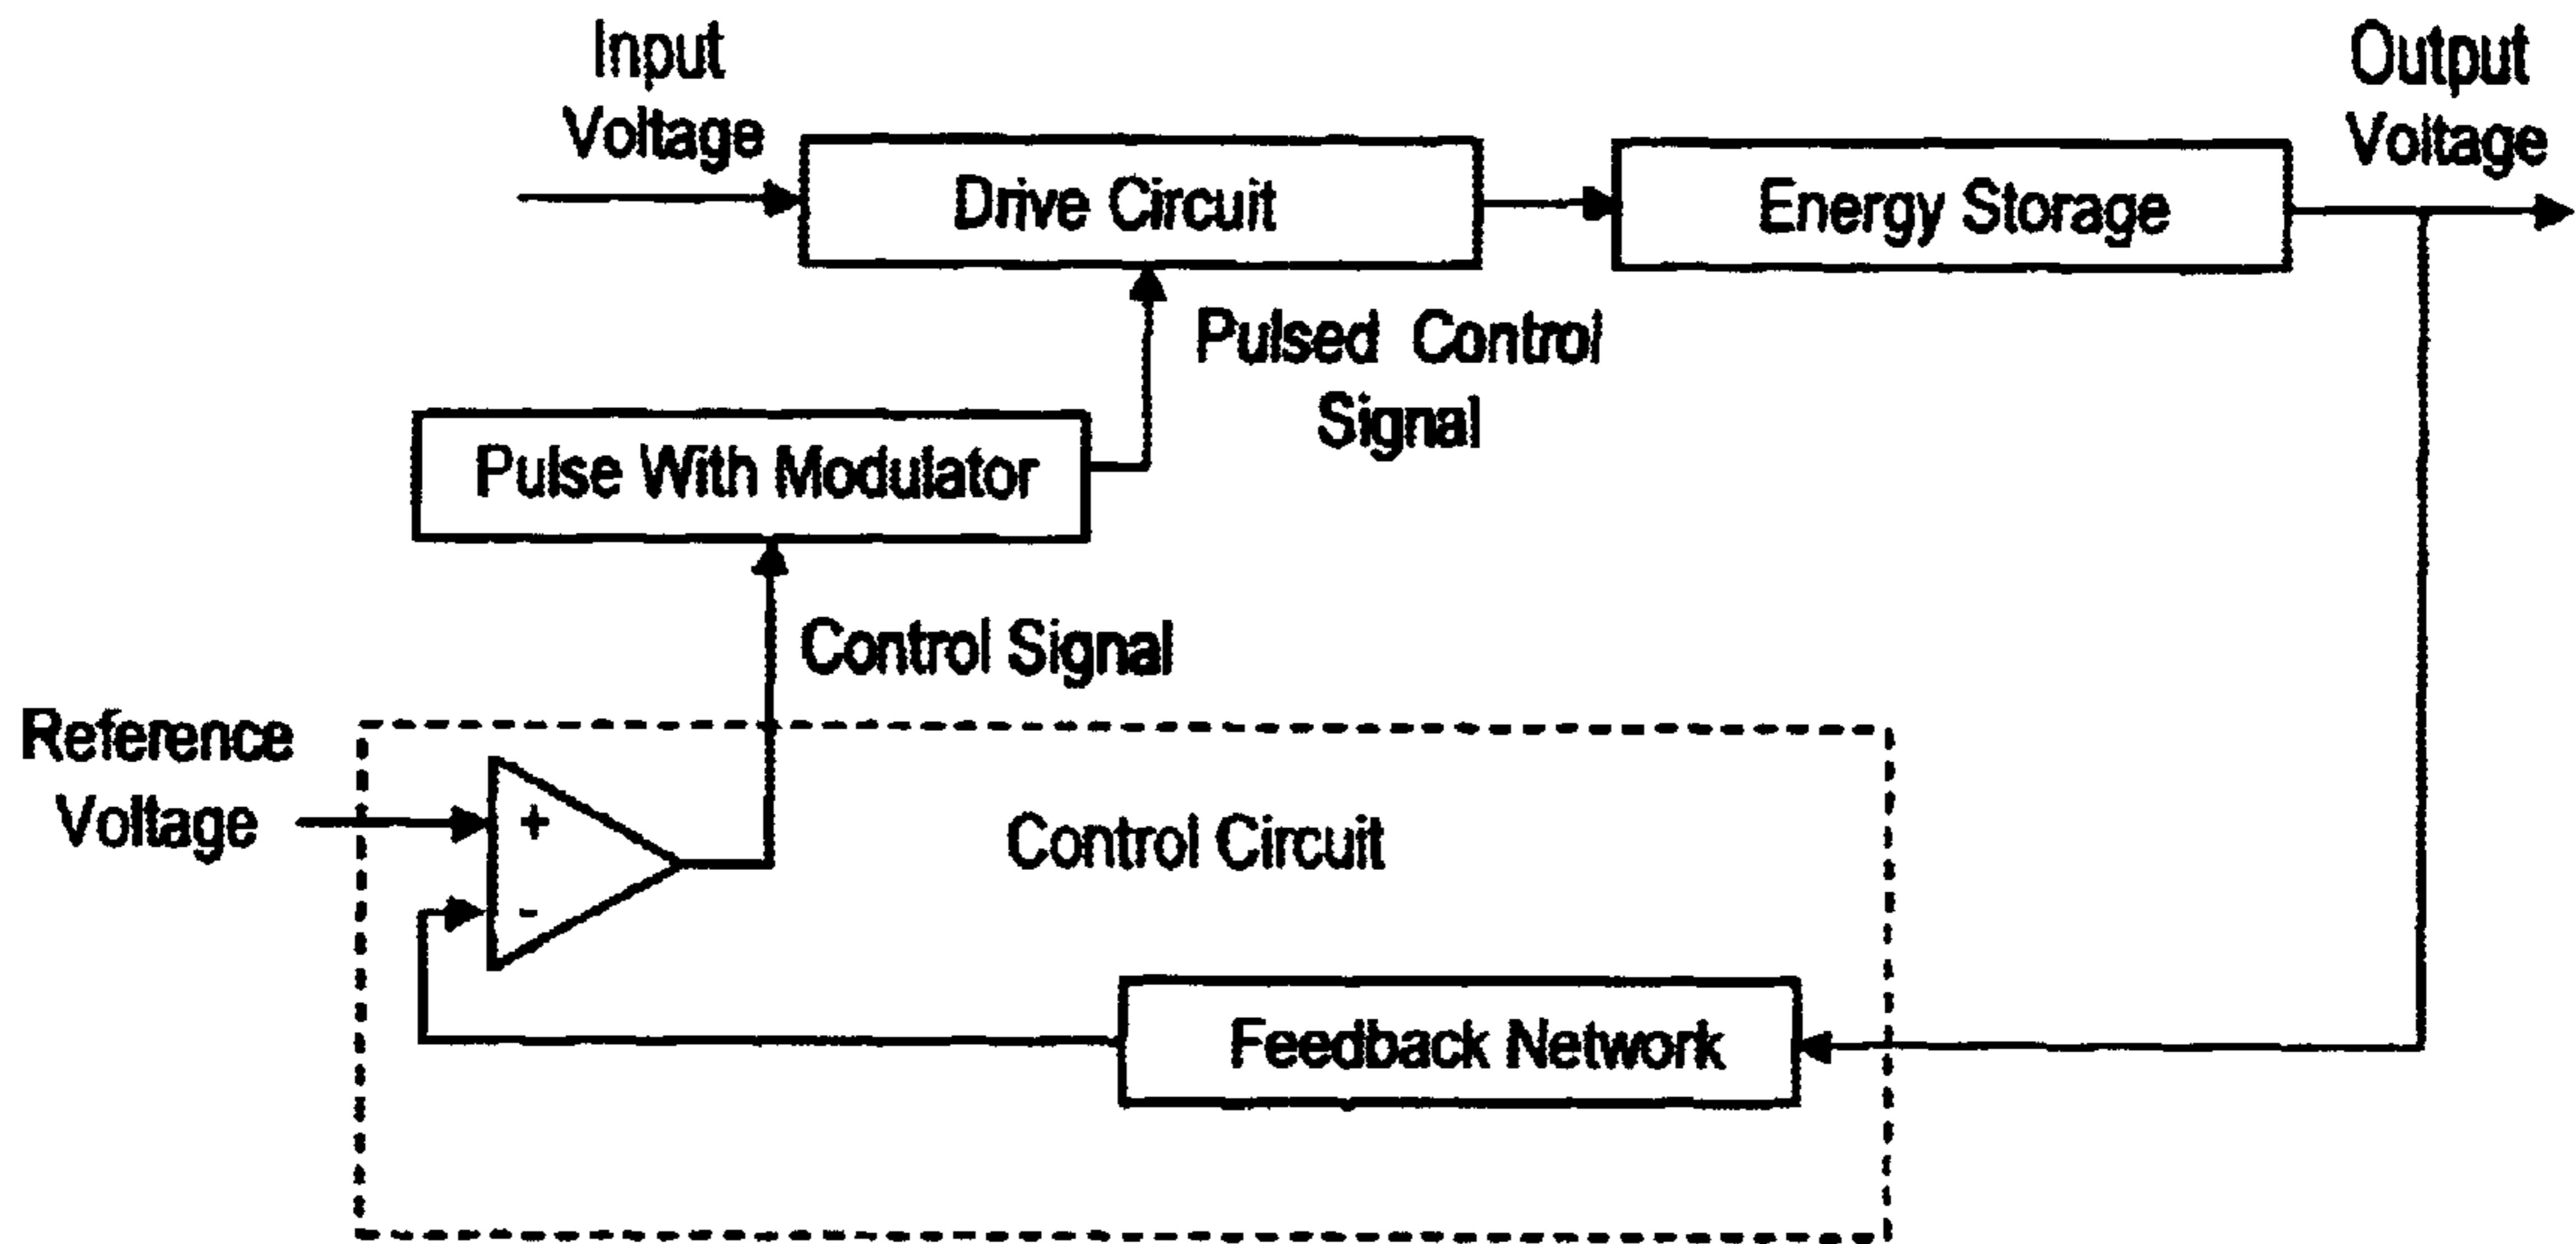 Input
Voltage
Output
Voltage
Drive Circuit
Energy Storage
Pulsed Control
Signal
Pulse With Modulator
Control Signal
Reference
Voltage
+
-
Control Circuit
Feedback Network